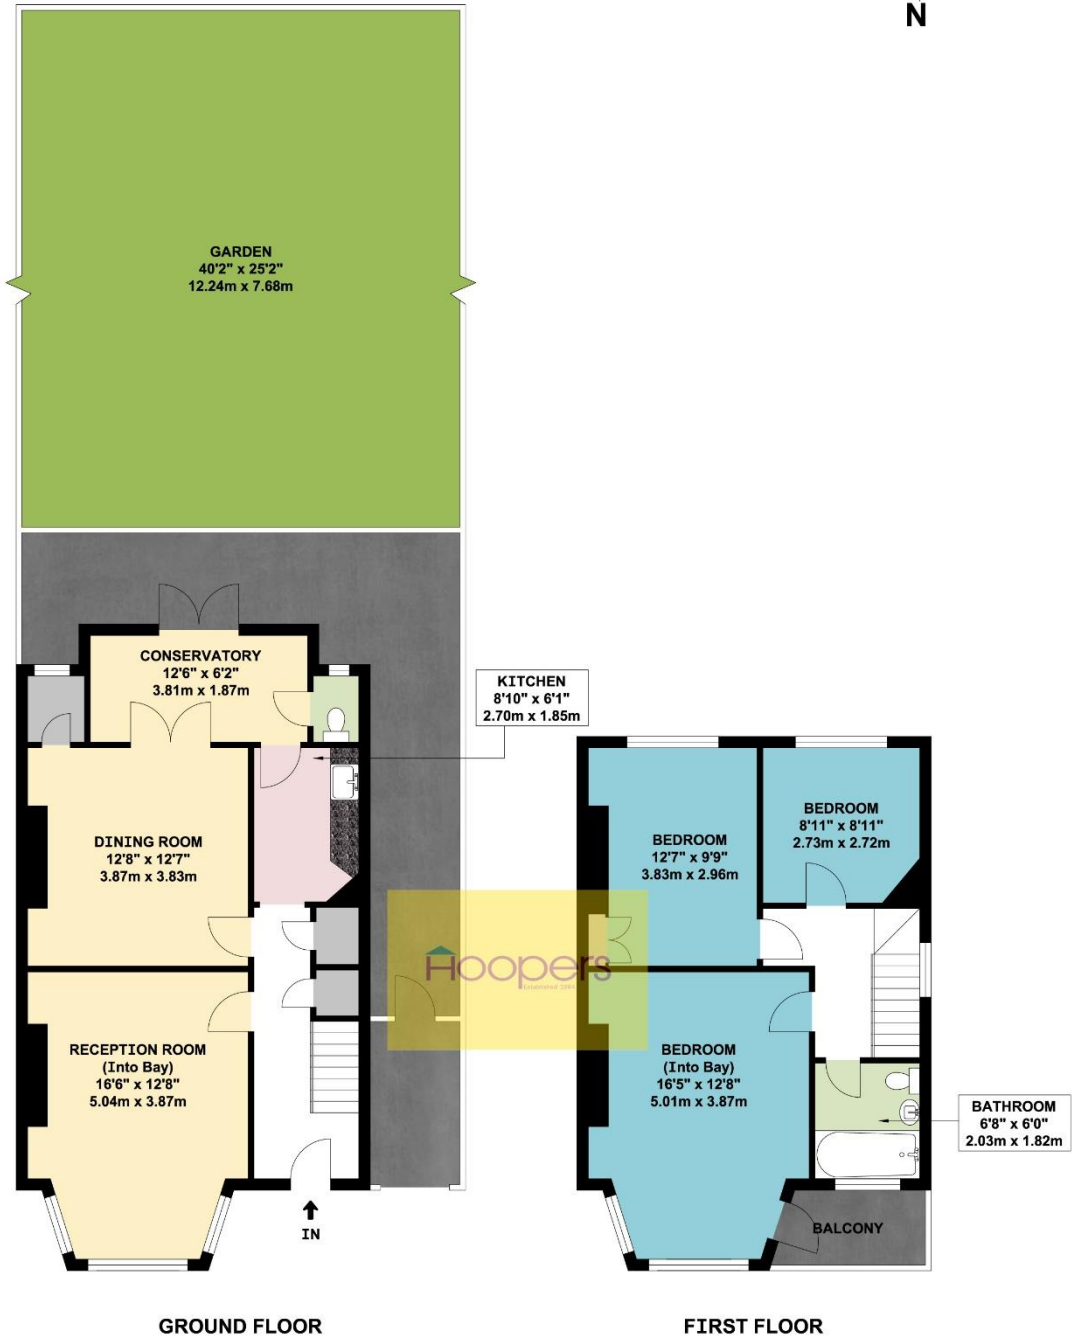 N
GARDEN
40'2" x 25'2"
12.24m x 7.68m
CONSERVATORY
12'6" x 6'2"
3.81m x 1.87m
KITCHEN
8'10" x 6'1"
2.70m x 1.85m
DINING ROOM
12'8" x 12'7"
3.87m x 3.83m
BEDROOM
12'7" x 9'9"
3.83m x 2.96m
BEDROOM
8'11" x 8'11"
2.73m x 2.72m
Hoopers
RECEPTION ROOM
(Into Bay)
16'6" x 12'8"
5.04m x 3.87m
BEDROOM
(Into Bay)
16'5" x 12'8"
5.01m x 3.87m
BATHROOM
6'8" x 6'0"
2.03m x 1.82m
IN
BALCONY
GROUND FLOOR
FIRST FLOOR